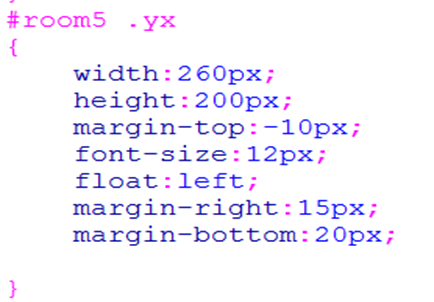 #room5 .yx
{
width:260px;
height:200px;
margin-top:-10px;
font-size:12px;
float:left;
margin-right:15px;
margin-bottom:20px;
}